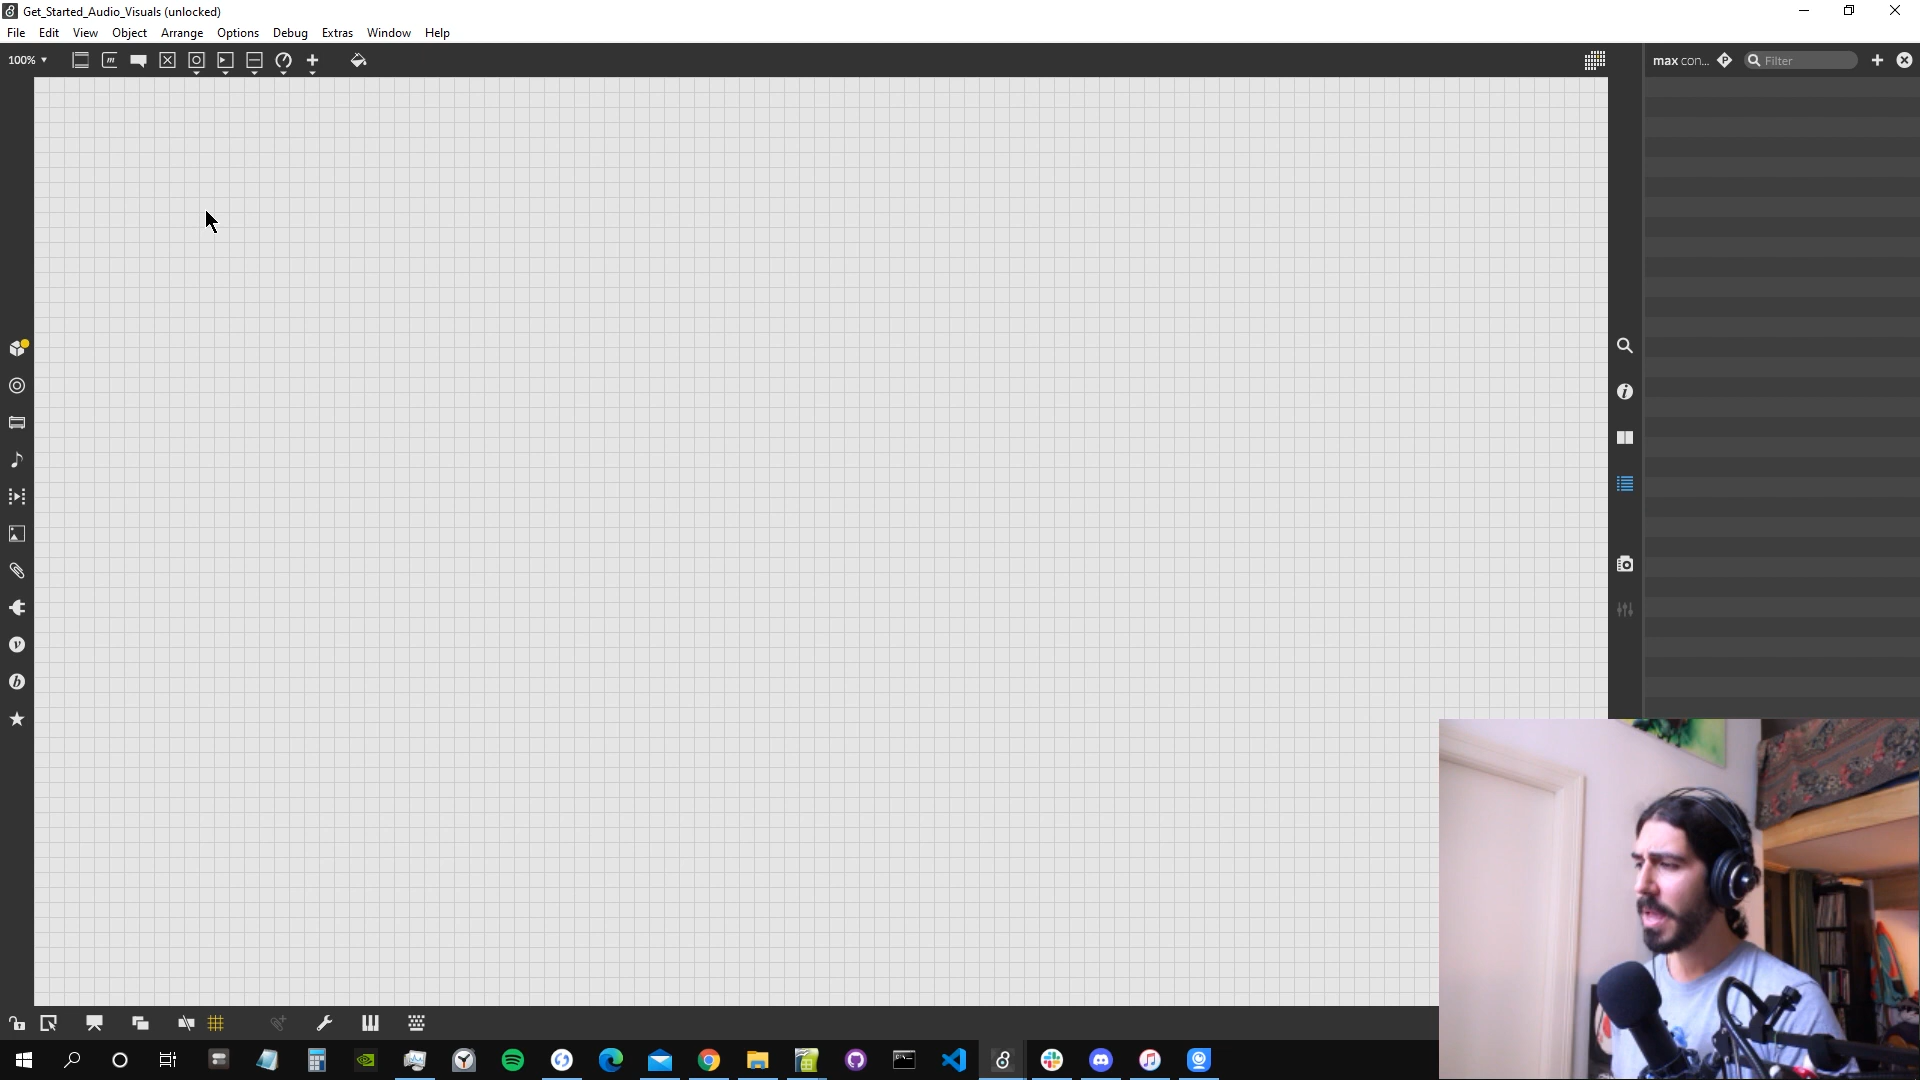 Get_Started_Audio_Visuals (unlocked)
File Edit View Object Arrange Options Debug Extras Window Help
100%
max con... Filter